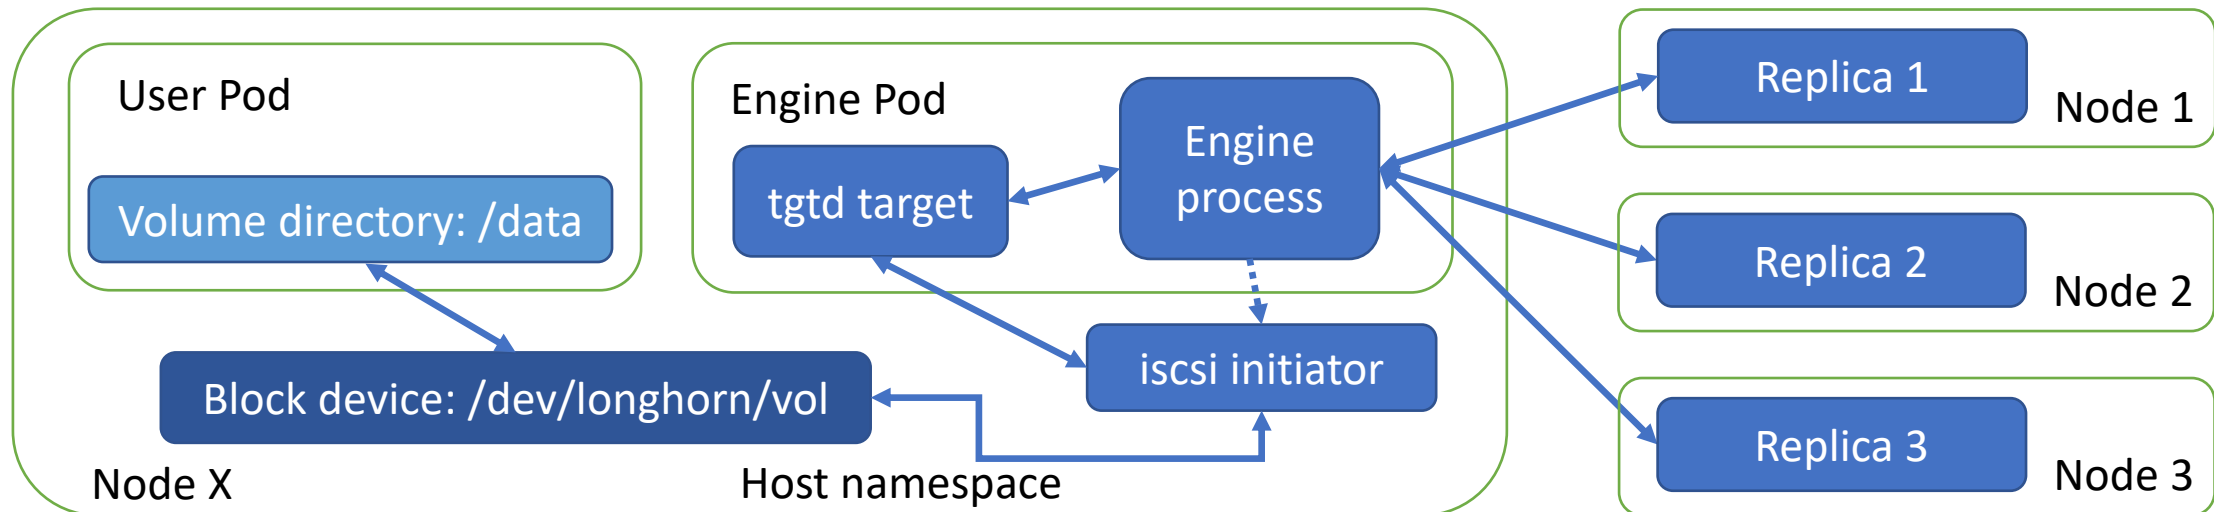 User Pod
Volume directory: /data
Block device: /dev/longhorn/vol
Node X
Engine Pod
tgtd target
Engine
process
iscsi initiator
Host namespace
Replica 1
Node 1
Replica 2
Node 2
Replica 3
Node 3